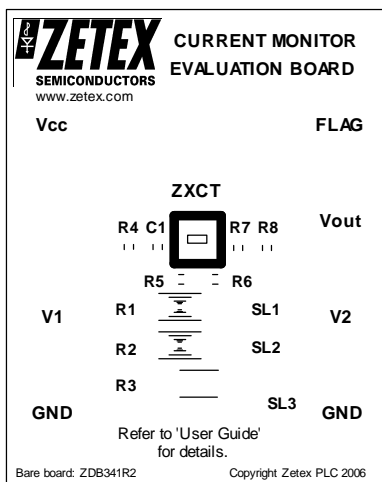 ZETEX
SEMICONDUCTORS
www.zetex.com
CURRENT MONITOR
EVALUATION BOARD
Vcc
FLAG
ZXCT
Vout
R4 C1 R7 R8
R5 R6
R1 SL1
V1 V2
R2 SL2
R3
SL3
GND GND
Refer to 'User Guide'
for details.
Bare board: ZDB341R2 Copyright Zetex PLC 2006